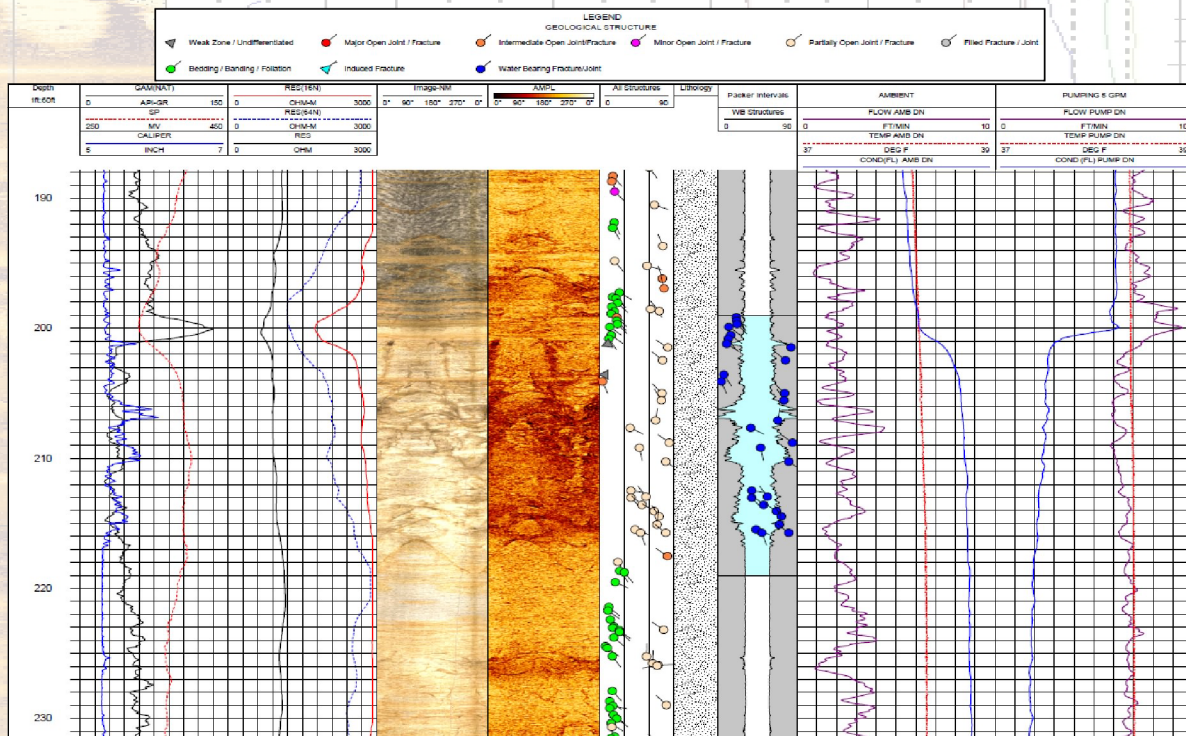 LEGEND
GEOLOGICAL STRUCTURE
Weak Zone / Undifferentiated Major Open Joint / Fracture Intermediate Open Joint/Fracture Minor Open Joint / Fracture Partially Open Joint / Fracture Filled Fracture / Joint
Bedding / Banding / Foliation Induced Fracture Water Bearing Fracture/Joint
Depth GAM(NAT) RES(16N) Image-NM AMPL All Structures Lithology Packer Intervals AMBIENT PUMPING 5 GPM
1ft:60ft 0 API-GR 150 0 OHM-M 3000 0° 90° 180° 270° 0° 0° 90° 180° 270° 0° 0 90 WB Structures FLOW AMB DN FLOW PUMP DN
SP RES(64N) 0 90 0 FT/MIN 10 0 FT/MIN 10
250 MV 450 0 OHM-M 3000 TEMP AMB DN TEMP PUMP DN
CALIPER RES 37 DEG F 39 37 DEG F 39
5 INCH 7 0 OHM 3000 COND(FL) AMB DN COND (FL) PUMP DN
190
200
210
220
230